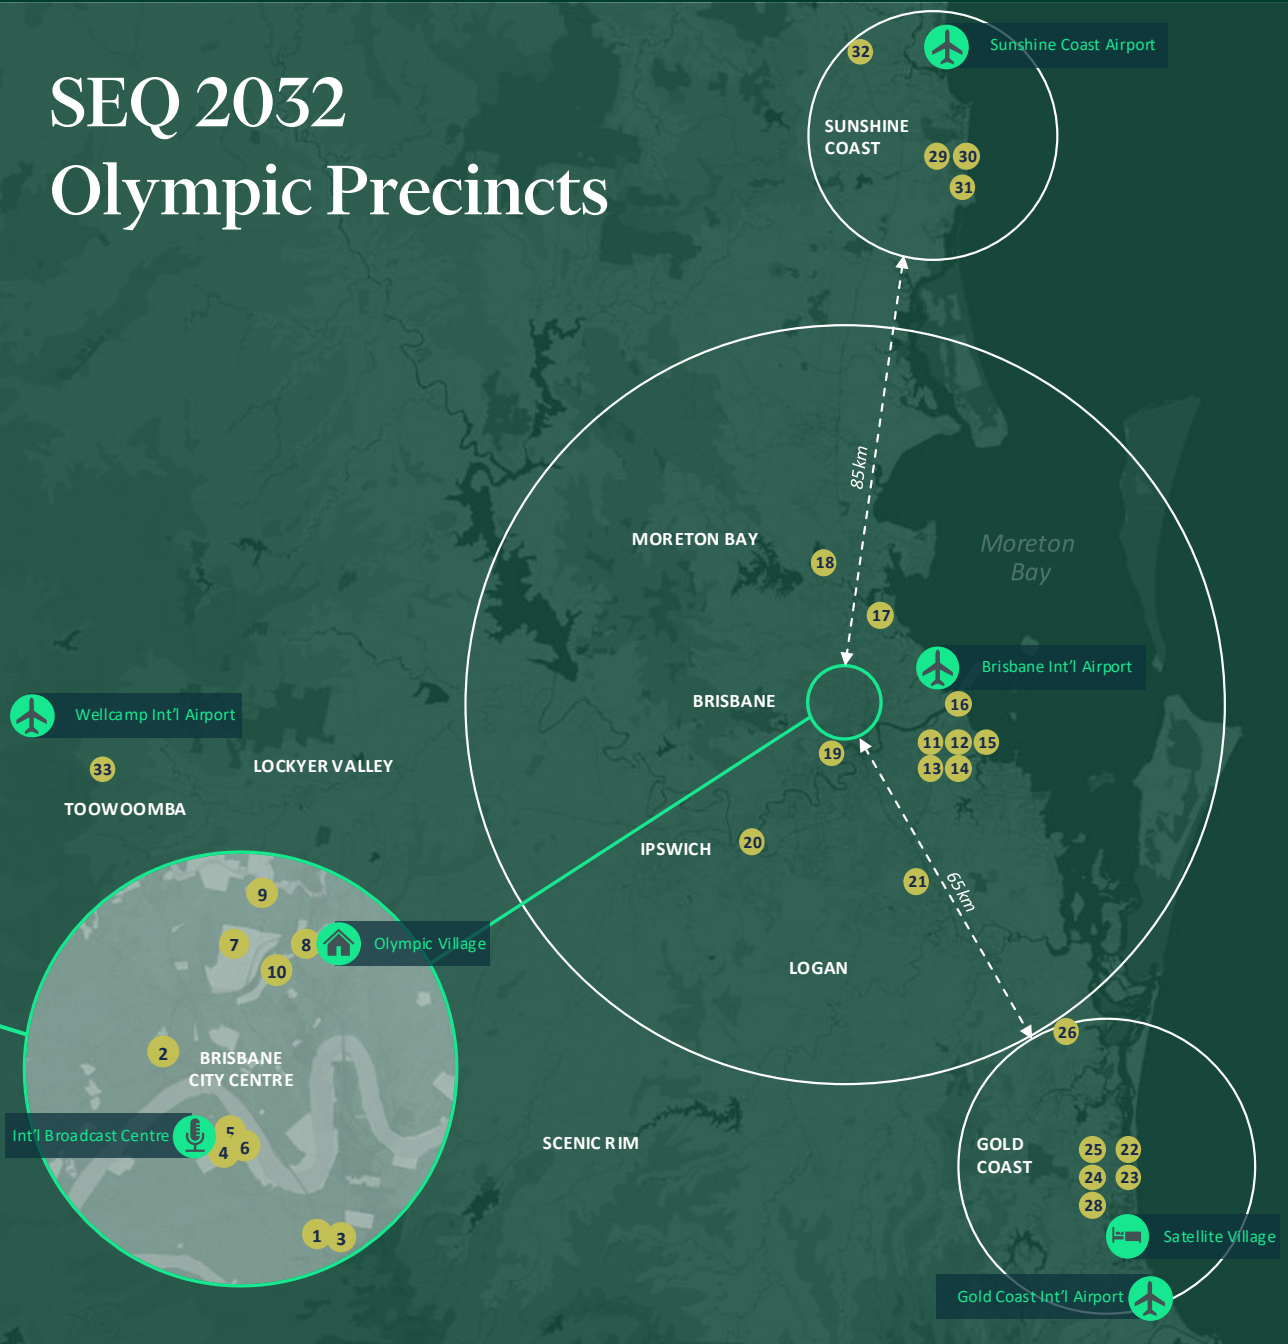 SEQ 2032
Olympic Precincts
Sunshine Coast Airport
32
SUNSHINE
COAST
29 30
31
85km
MORETON BAY
Moreton
Bay
18
17
Brisbane Int'l Airport
BRISBANE
16
19
11 12 15
13 14
Wellcamp Int'l Airport
33
TOOWOOMBA
LOCKYER VALLEY
IPSWICH
20
21
65km
LOGAN
9
7
8
Olympic Village
10
2
BRISBANE
CITY CENTRE
Int'l Broadcast Centre
5
4 6
1 3
SCENIC RIM
26
GOLD
COAST
25 22
24 23
28
Satellite Village
Gold Coast Int'l Airport